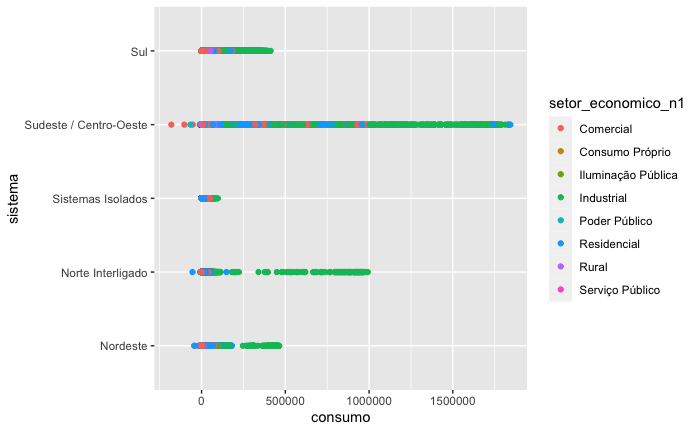 Sul
Sudeste / Centro-Oeste
Sistemas Isolados
Norte Interligado
Nordeste
sistema
0 500000 1000000 1500000
consumo
setor_economico_n1
Comercial
Consumo Próprio
Iluminação Pública
Industrial
Poder Público
Residencial
Rural
Serviço Público